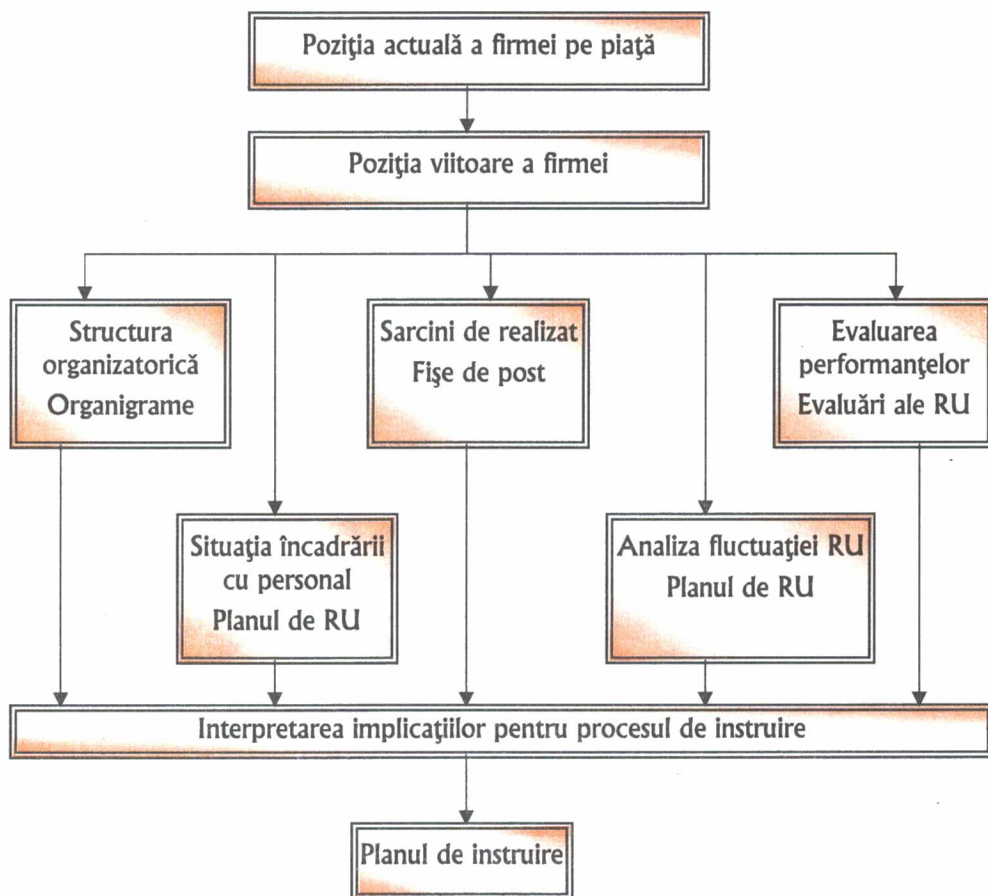 Poziţia actuală a firmei pe piaţă
Poziţia viitoare a firmei
Structura
organizatorică
Organigrame
Sarcini de realizat
Fişe de post
Evaluarea
performanţelor
Evaluări ale RU
Situaţia încadrării
cu personal
Planul de RU
Analiza fluctuaţiei RU
Planul de RU
Interpretarea implicaţiilor pentru procesul de instruire
Planul de instruire